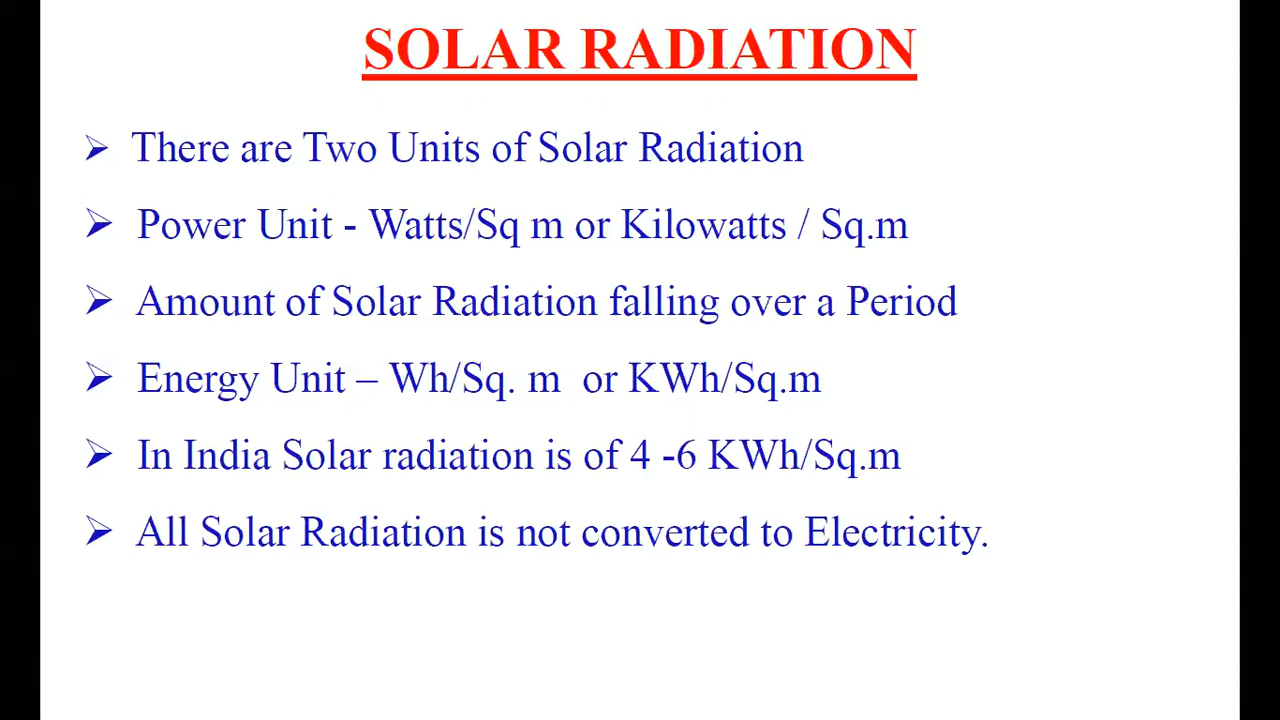 SOLAR RADIATION
➢ There are Two Units of Solar Radiation
➢ Power Unit - Watts/Sq m or Kilowatts / Sq.m
➢ Amount of Solar Radiation falling over a Period
➢ Energy Unit – Wh/Sq. m or KWh/Sq.m
➢ In India Solar radiation is of 4 -6 KWh/Sq.m
➢ All Solar Radiation is not converted to Electricity.